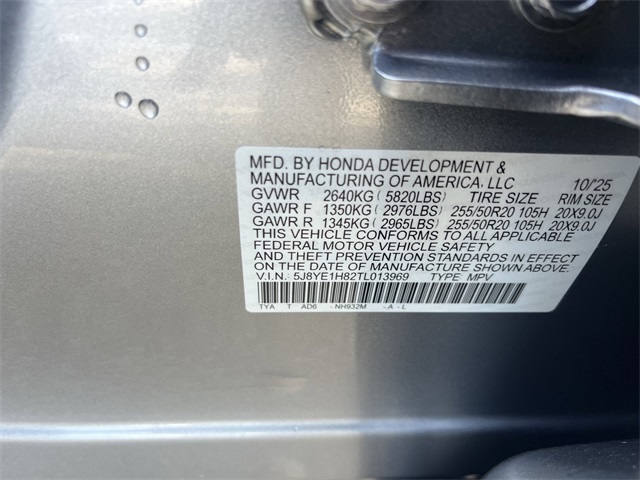 MFD. BY HONDA DEVELOPMENT &
MANUFACTURING OF AMERICA, LLC 10/'25
GVWR 2640KG ( 5820LBS) TIRE SIZE RIM SIZE
GAWR F 1350KG ( 2976LBS) 255/50R20 105H 20X9.0J
GAWR R 1345KG ( 2965LBS) 255/50R20 105H 20X9.0J
THIS VEHICLE CONFORMS TO ALL APPLICABLE
FEDERAL MOTOR VEHICLE SAFETY
AND THEFT PREVENTION STANDARDS IN EFFECT
ON THE DATE OF MANUFACTURE SHOWN ABOVE.
V.I.N.: 5J8YE1H82TL013969 TYPE MPV
TYA T AD6 - NH932M - A - L